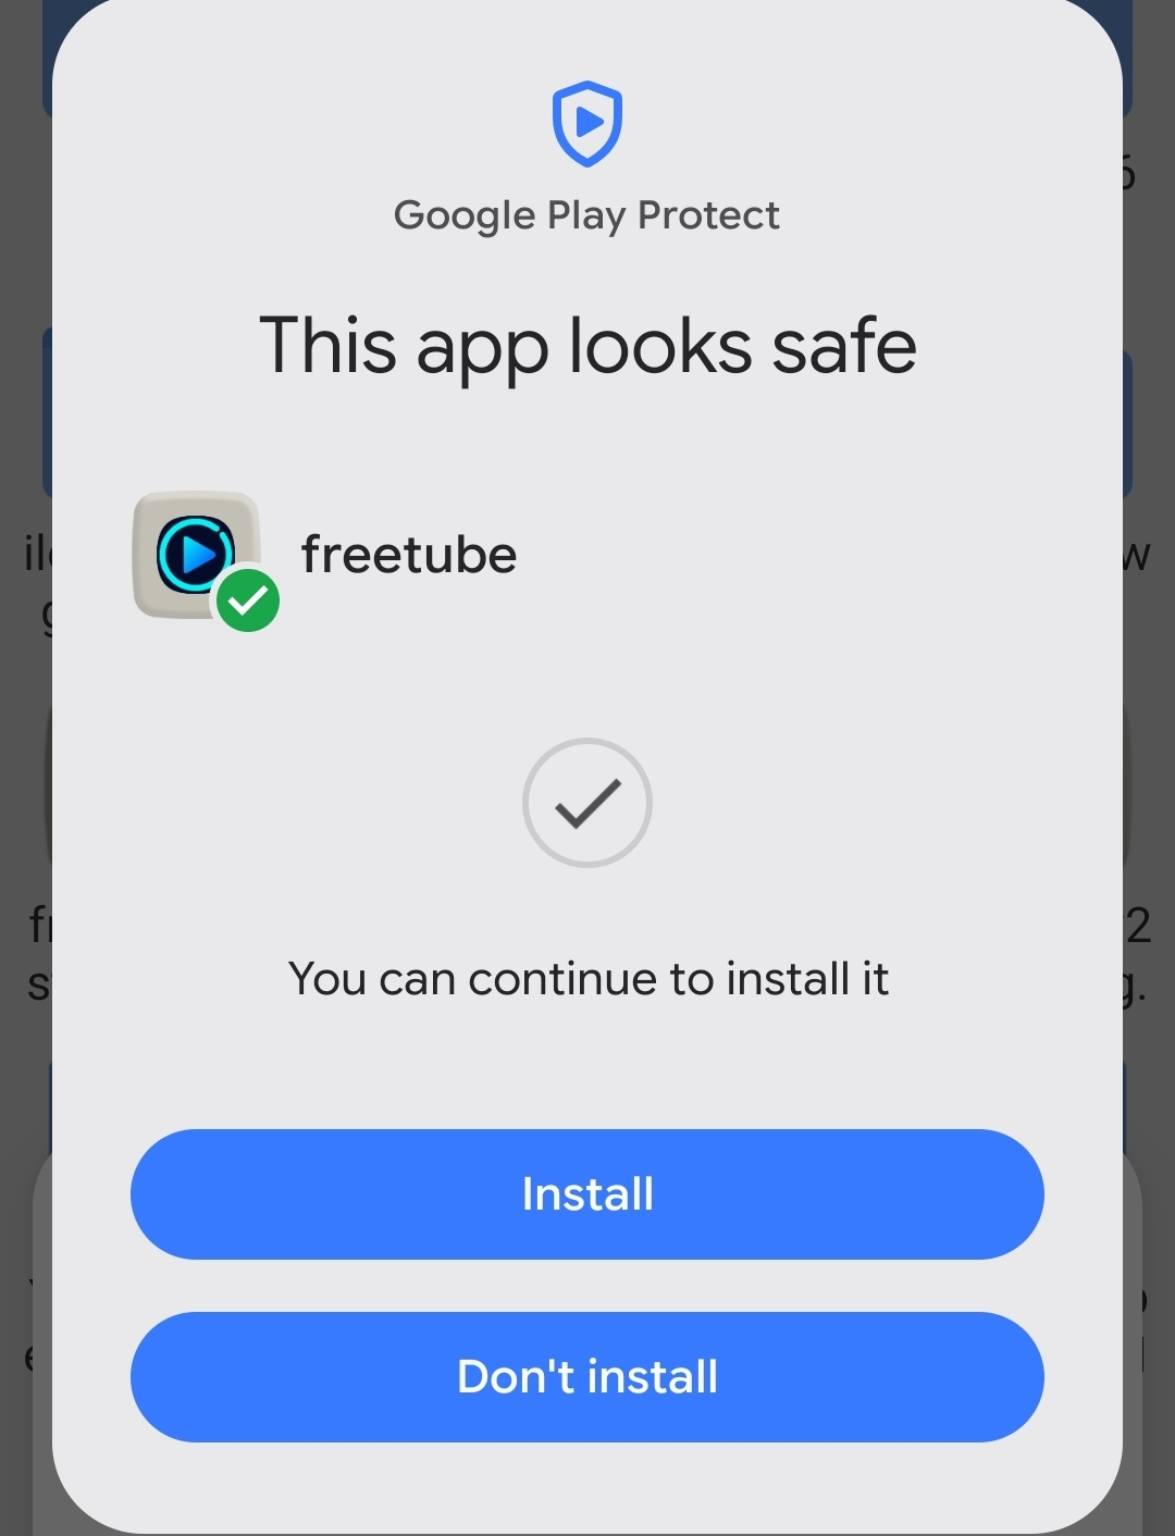 Google Play Protect
This app looks safe
freetube
You can continue to install it
Install
Don't install